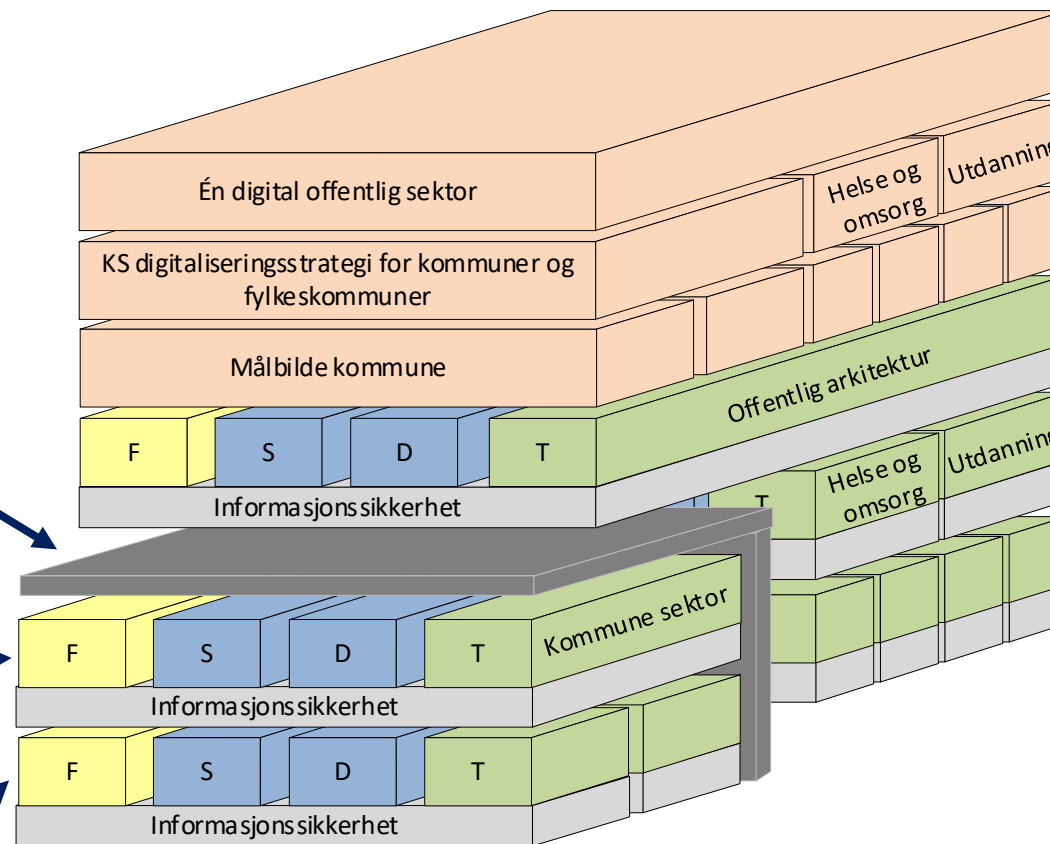 Én digital offentlig sektor
Helse og
omsorg
Utdanning
KS digitaliseringsstrategi for kommuner og
fylkeskommuner
Målbilde kommune
Offentlig arkitektur
F
S
D
T
Informasjonssikkerhet
T
Helse og
omsorg
Utdanning
F
S
D
T
Kommune sektor
Informasjonssikkerhet
F
S
D
T
Informasjonssikkerhet